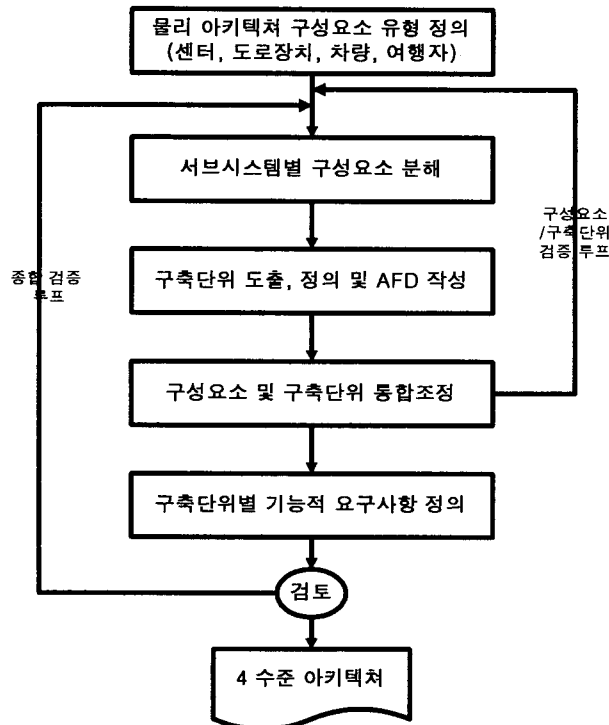 물리 아키텍쳐 구성요소 유형 정의
(센터, 도로장치, 차량, 여행자)
서브시스템별 구성요소 분해
구성요소
/구축단위
검증 루프
종합 검증
루프
구축단위 도출, 정의 및 AFD 작성
구성요소 및 구축단위 통합조정
구축단위별 기능적 요구사항 정의
검토
4 수준 아키텍쳐